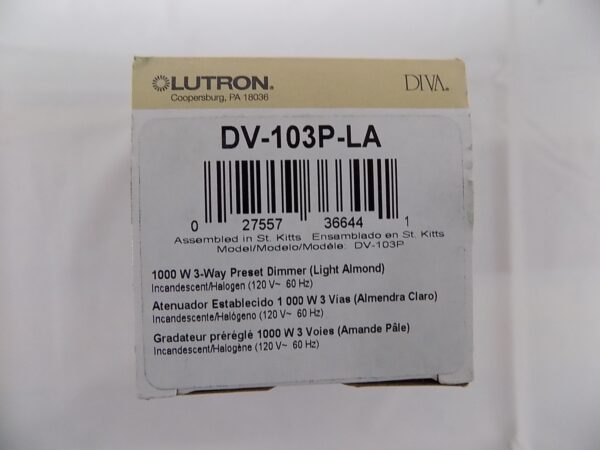 LUTRON® DIVA®
Coopersburg, PA 18036
DV-103P-LA
0 27557 36644 1
Assembled in St. Kitts Ensamblado en St. Kitts
Model/Modelo/Modèle: DV-103P
1000 W 3-Way Preset Dimmer (Light Almond)
Incandescent/Halogen (120 V~ 60 Hz)
Atenuador Establecido 1 000 W 3 Vías (Almendra Claro)
Incandescente/Halógeno (120 V~ 60 Hz)
Gradateur préréglé 1000 W 3 Voies (Amande Pâle)
Incandescent/Halogène (120 V~ 60 Hz)